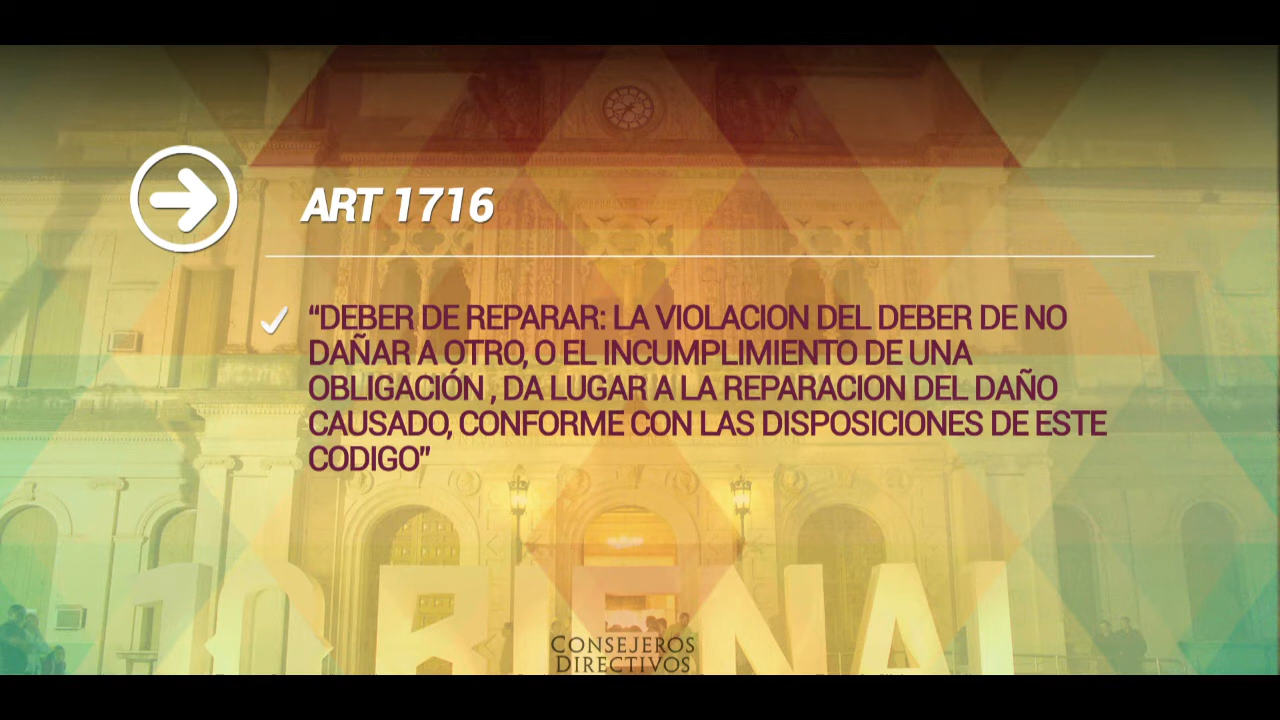 ART 1716
“DEBER DE REPARAR: LA VIOLACION DEL DEBER DE NO
DAÑAR A OTRO, O EL INCUMPLIMIENTO DE UNA
OBLIGACIÓN , DA LUGAR A LA REPARACION DEL DAÑO
CAUSADO, CONFORME CON LAS DISPOSICIONES DE ESTE
CODIGO”
CONSEJEROS
DIRECTIVOS